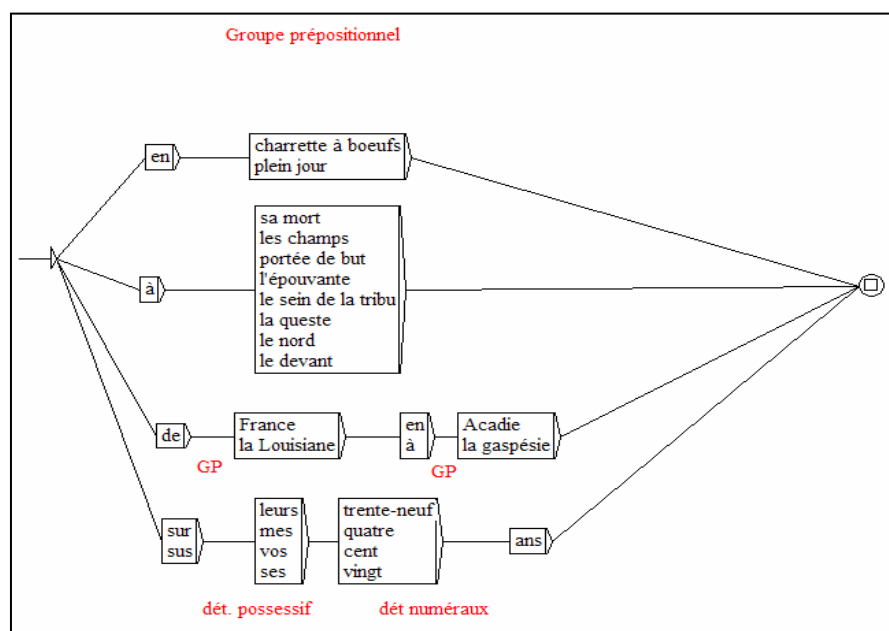 Groupe prépositionnel
en
charrette à boeufs
plein jour
à
sa mort
les champs
portée de but
l'épouvante
le sein de la tribu
la queste
le nord
le devant
de
France
la Louisiane
en
à
Acadie
la gaspésie
GP
GP
sur
sus
leurs
mes
vos
ses
trente-neuf
quatre
cent
vingt
ans
dét. possessif
dét numéraux